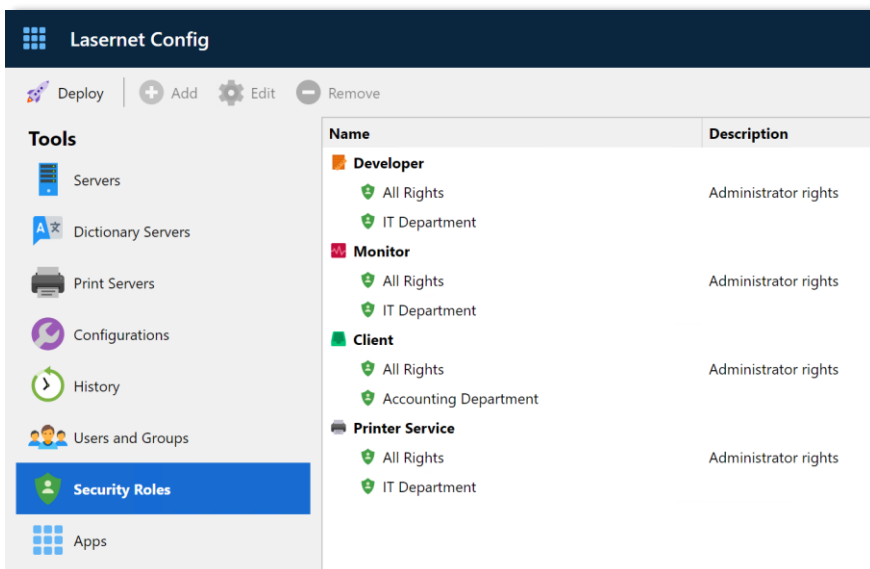 Lasernet Config
Deploy Add Edit Remove
Tools
Servers
Dictionary Servers
Print Servers
Configurations
History
Users and Groups
Security Roles
Apps
Name Description
Developer
All Rights Administrator rights
IT Department
Monitor
All Rights Administrator rights
IT Department
Client
All Rights Administrator rights
Accounting Department
Printer Service
All Rights Administrator rights
IT Department